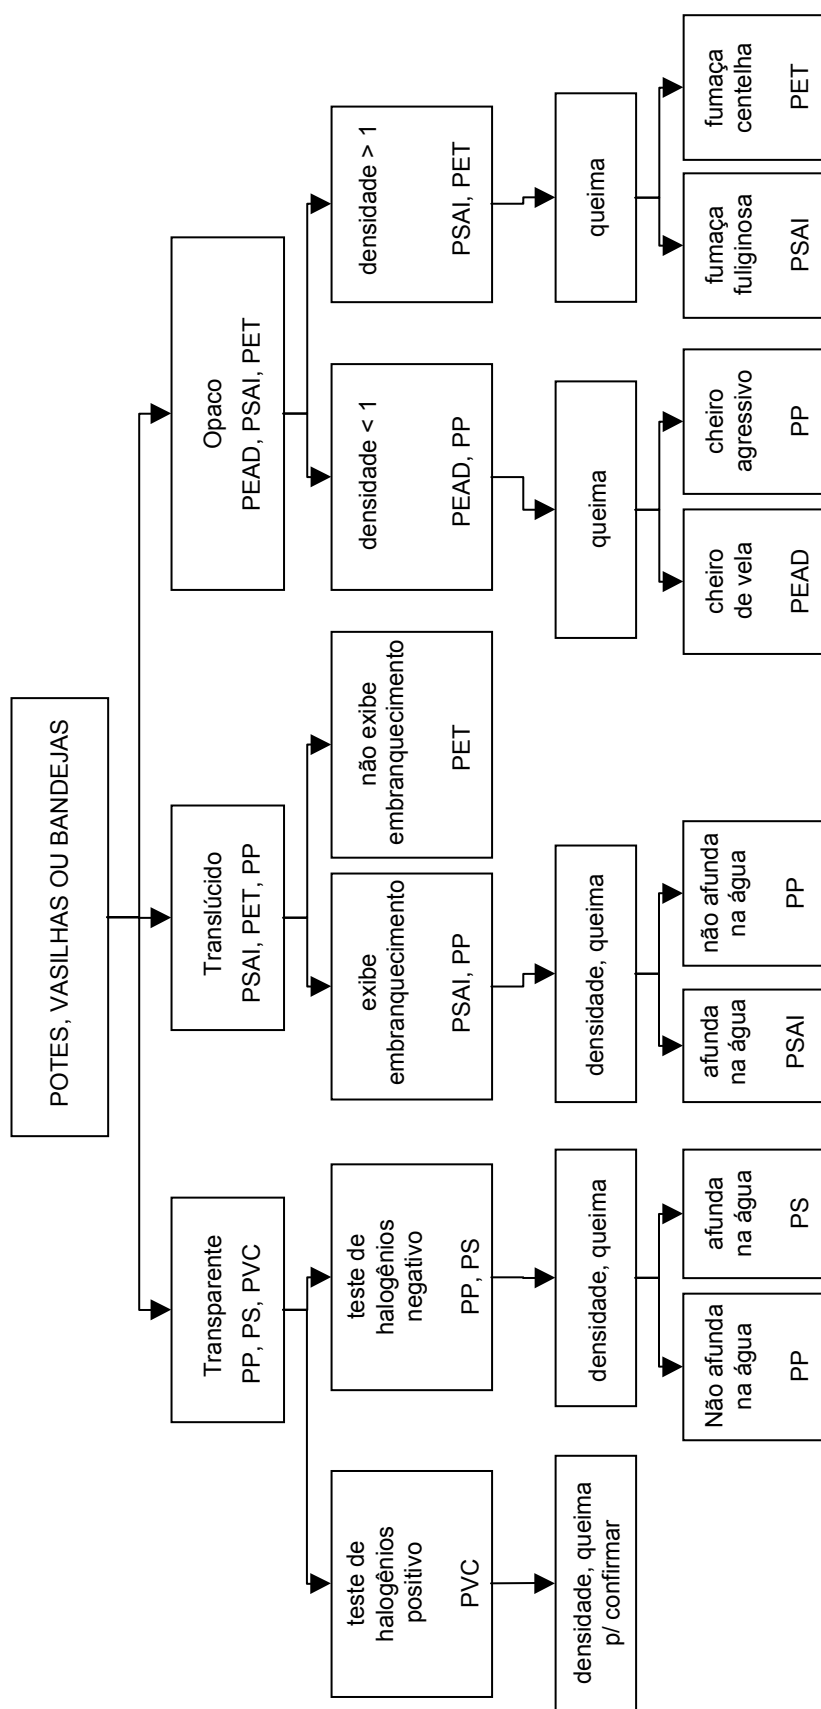 POTES, VASILHAS OU BANDEJAS
Transparente
PP, PS, PVC
Translúcido
PSAI, PET, PP
Opaco
PEAD, PSAI, PET
teste de
halogênios
positivo
PVC
teste de
halogênios
negativo
PP, PS
exibe
embranquecimento
PSAI, PP
não exibe
embranquecimento
PET
densidade < 1
PEAD, PP
densidade > 1
PSAI, PET
densidade, queima
p/ confirmar
densidade, queima
densidade, queima
queima
queima
Não afunda
na água
PP
afunda
na água
PS
afunda
na água
PSAI
não afunda
na água
PP
cheiro
de vela
PEAD
cheiro
agressivo
PP
fumaça
fuliginosa
PSAI
fumaça
centelha
PET